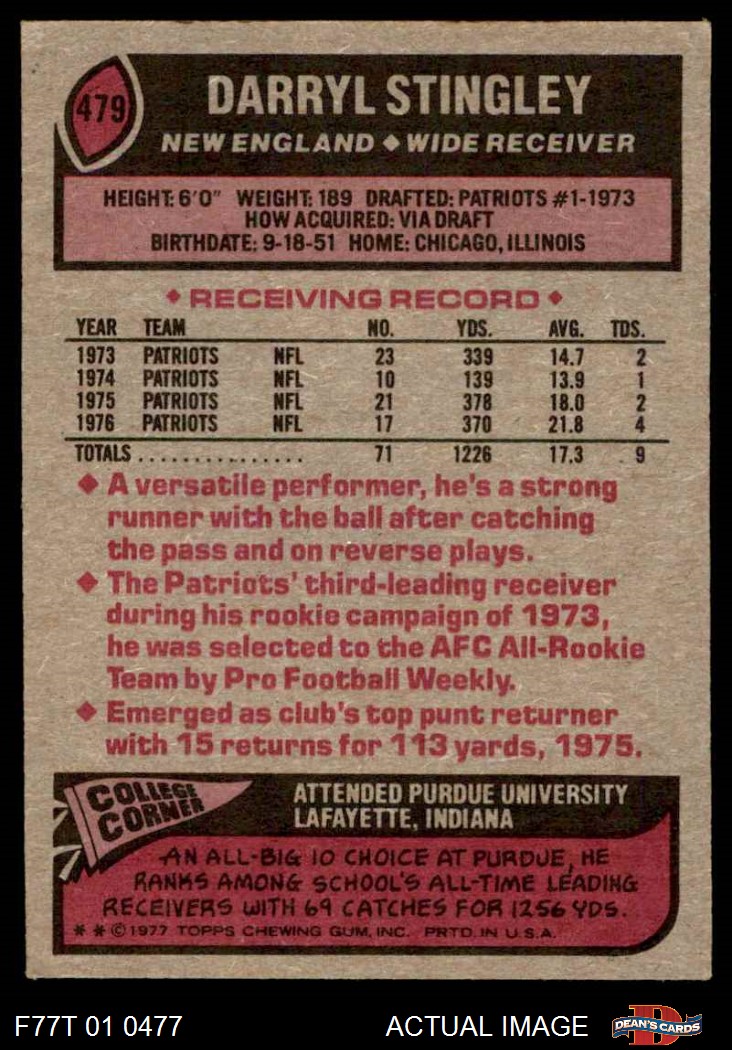 479
DARRYL STINGLEY
NEW ENGLAND ◆ WIDE RECEIVER
HEIGHT: 6'0" WEIGHT: 189 DRAFTED: PATRIOTS #1-1973
HOW ACQUIRED: VIA DRAFT
BIRTHDATE: 9-18-51 HOME: CHICAGO, ILLINOIS
◆ RECEIVING RECORD ◆
YEAR TEAM NO. YDS. AVG. TDS.
1973 PATRIOTS NFL 23 339 14.7 2
1974 PATRIOTS NFL 10 139 13.9 1
1975 PATRIOTS NFL 21 378 18.0 2
1976 PATRIOTS NFL 17 370 21.8 4
TOTALS . . . . . . . . . . . . . . . 71 1226 17.3 9
◆ A versatile performer, he's a strong
runner with the ball after catching
the pass and on reverse plays.
◆ The Patriots' third-leading receiver
during his rookie campaign of 1973,
he was selected to the AFC All-Rookie
Team by Pro Football Weekly.
◆ Emerged as club's top punt returner
with 15 returns for 113 yards, 1975.
COLLEGE
CORNER
ATTENDED PURDUE UNIVERSITY
LAFAYETTE, INDIANA
AN ALL-BIG 10 CHOICE AT PURDUE, HE
RANKS AMONG SCHOOL'S ALL-TIME LEADING
RECEIVERS WITH 69 CATCHES FOR 1256 YDS.
* * © 1977 TOPPS CHEWING GUM, INC. PRTD. IN U.S.A.
F77T 01 0477 ACTUAL IMAGE
D
DEAN'S CARDS